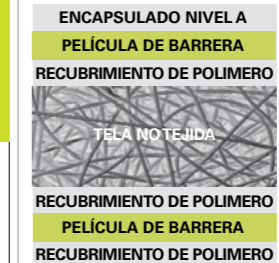 ENCAPSULADO NIVEL A
PELÍCULA DE BARRERA
RECUBRIMIENTO DE POLIMERO
TELA NO TEJIDA
RECUBRIMIENTO DE POLIMERO
PELÍCULA DE BARRERA
RECUBRIMIENTO DE POLIMERO